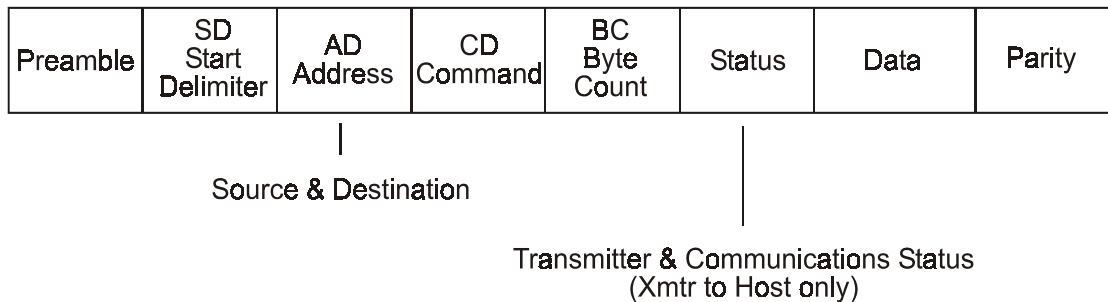 Preamble
SD
Start
Delimiter
AD
Address
CD
Command
BC
Byte
Count
Status
Data
Parity
Source & Destination
Transmitter & Communications Status
(Xmtr to Host only)